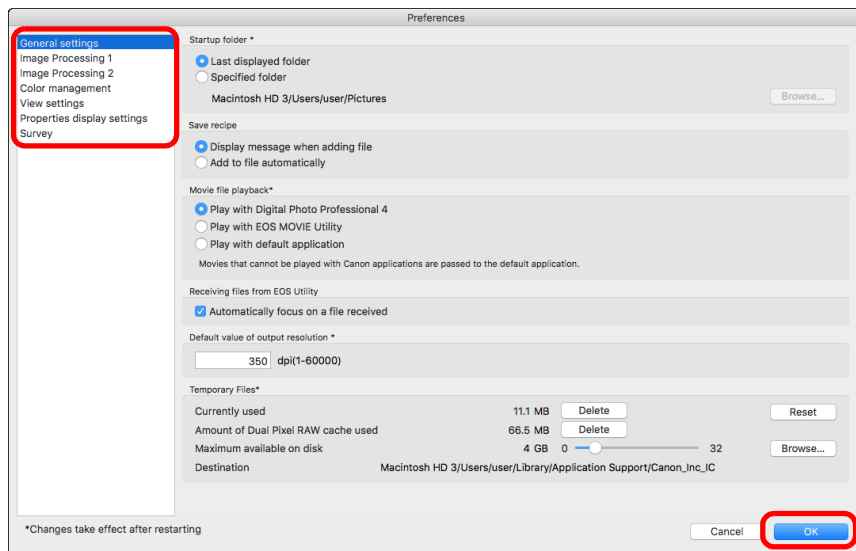 Preferences
General settings
Image Processing 1
Image Processing 2
Color management
View settings
Properties display settings
Survey
Startup folder *
Last displayed folder
Specified folder
Macintosh HD 3/Users/user/Pictures
Browse...
Save recipe
Display message when adding file
Add to file automatically
Movie file playback*
Play with Digital Photo Professional 4
Play with EOS MOVIE Utility
Play with default application
Movies that cannot be played with Canon applications are passed to the default application.
Receiving files from EOS Utility
Automatically focus on a file received
Default value of output resolution *
350 dpi(1-60000)
Temporary Files*
Currently used 11.1 MB Delete Reset
Amount of Dual Pixel RAW cache used 66.5 MB Delete
Maximum available on disk 4 GB 0 32 Browse...
Destination Macintosh HD 3/Users/user/Library/Application Support/Canon_Inc_IC
*Changes take effect after restarting
Cancel OK